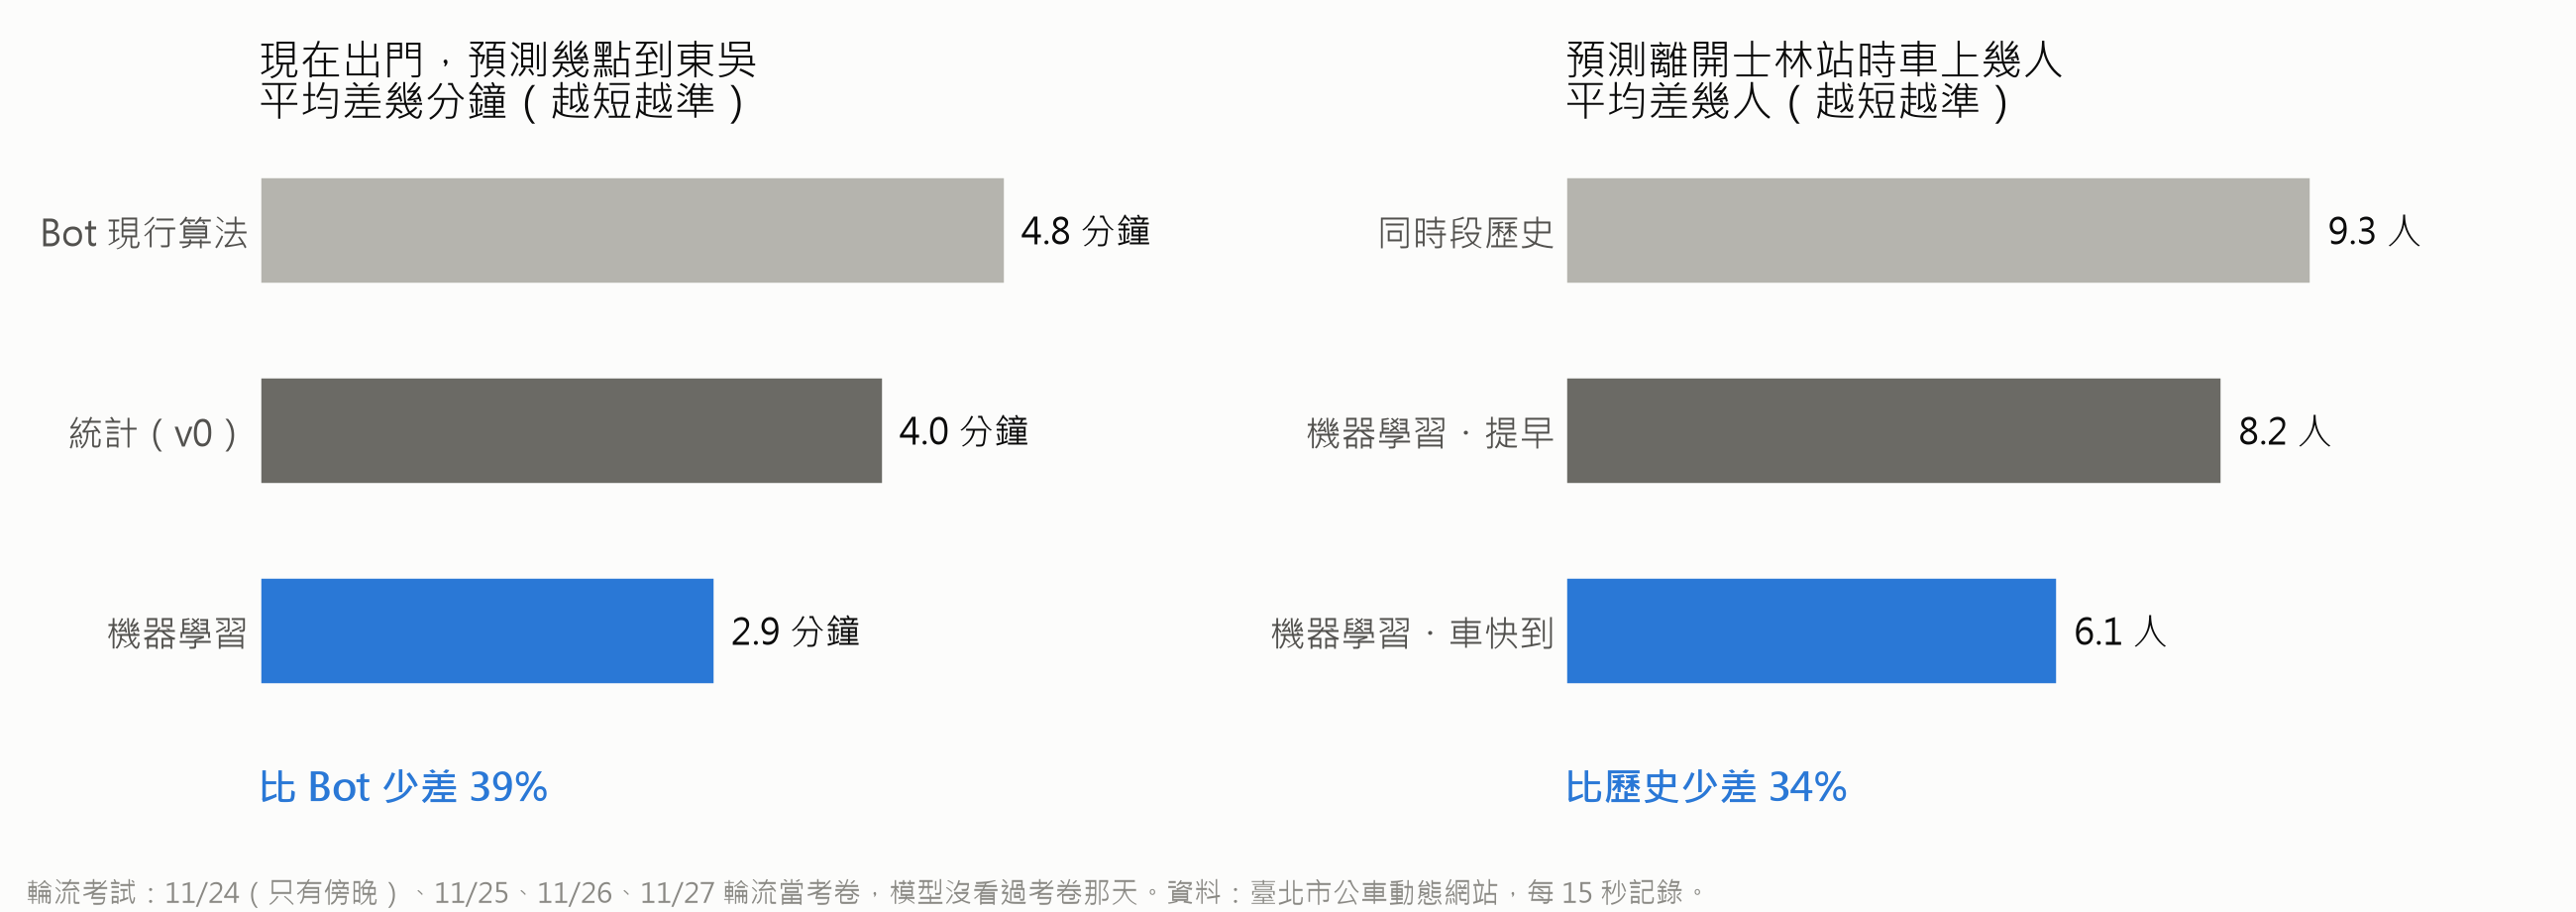 現在出門，預測幾點到東吳
平均差幾分鐘（越短越準）
Bot 現行算法
4.8 分鐘
統計（v0）
4.0 分鐘
機器學習
2.9 分鐘
比 Bot 少差 39%
預測離開士林站時車上幾人
平均差幾人（越短越準）
同時段歷史
9.3 人
機器學習．提早
8.2 人
機器學習．車快到
6.1 人
比歷史少差 34%
輪流考試：11/24（只有傍晚）、11/25、11/26、11/27 輪流當考卷，模型沒看過考卷那天。資料：臺北市公車動態網站，每 15 秒記錄。